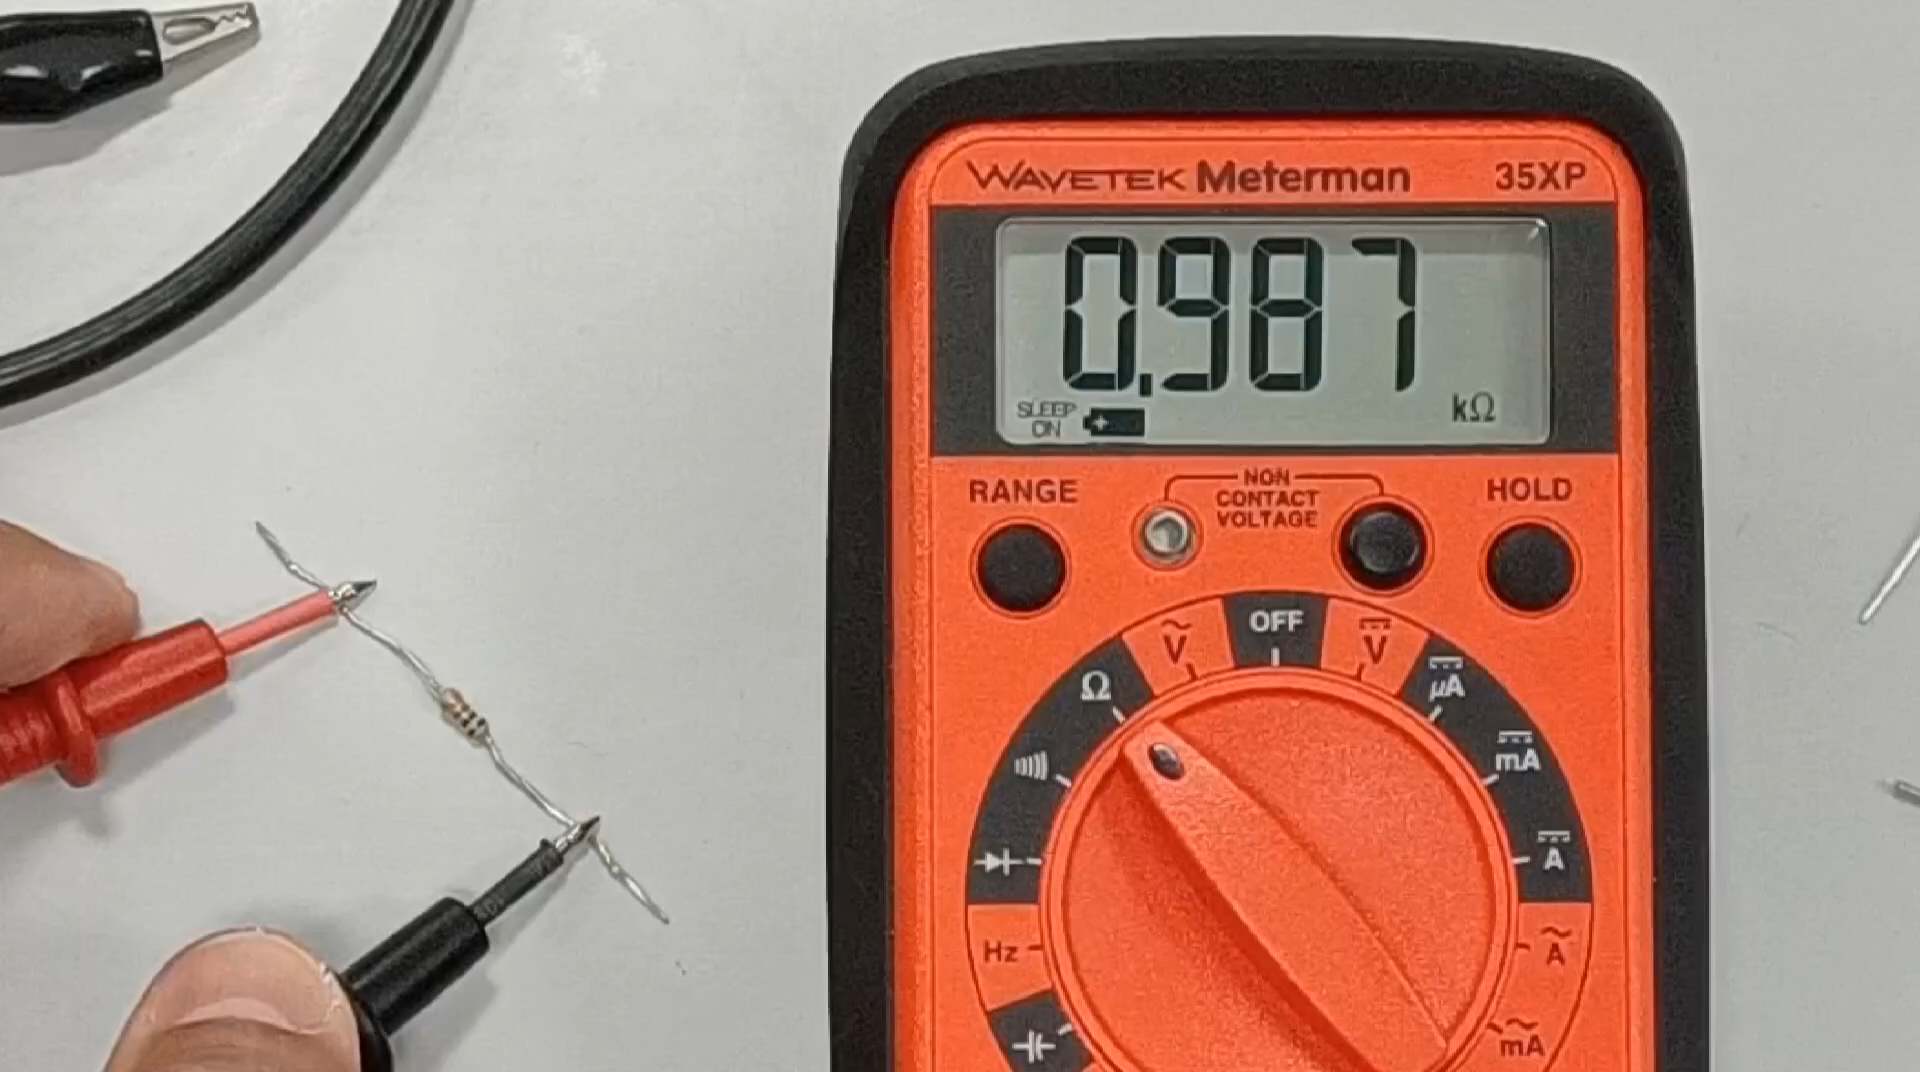 WAVETEK Meterman 35XP
0.987
SLEEP
ON
kΩ
RANGE
NON
CONTACT
VOLTAGE
HOLD
OFF
V
V
Ω
µA
mA
A
Hz
A
mA